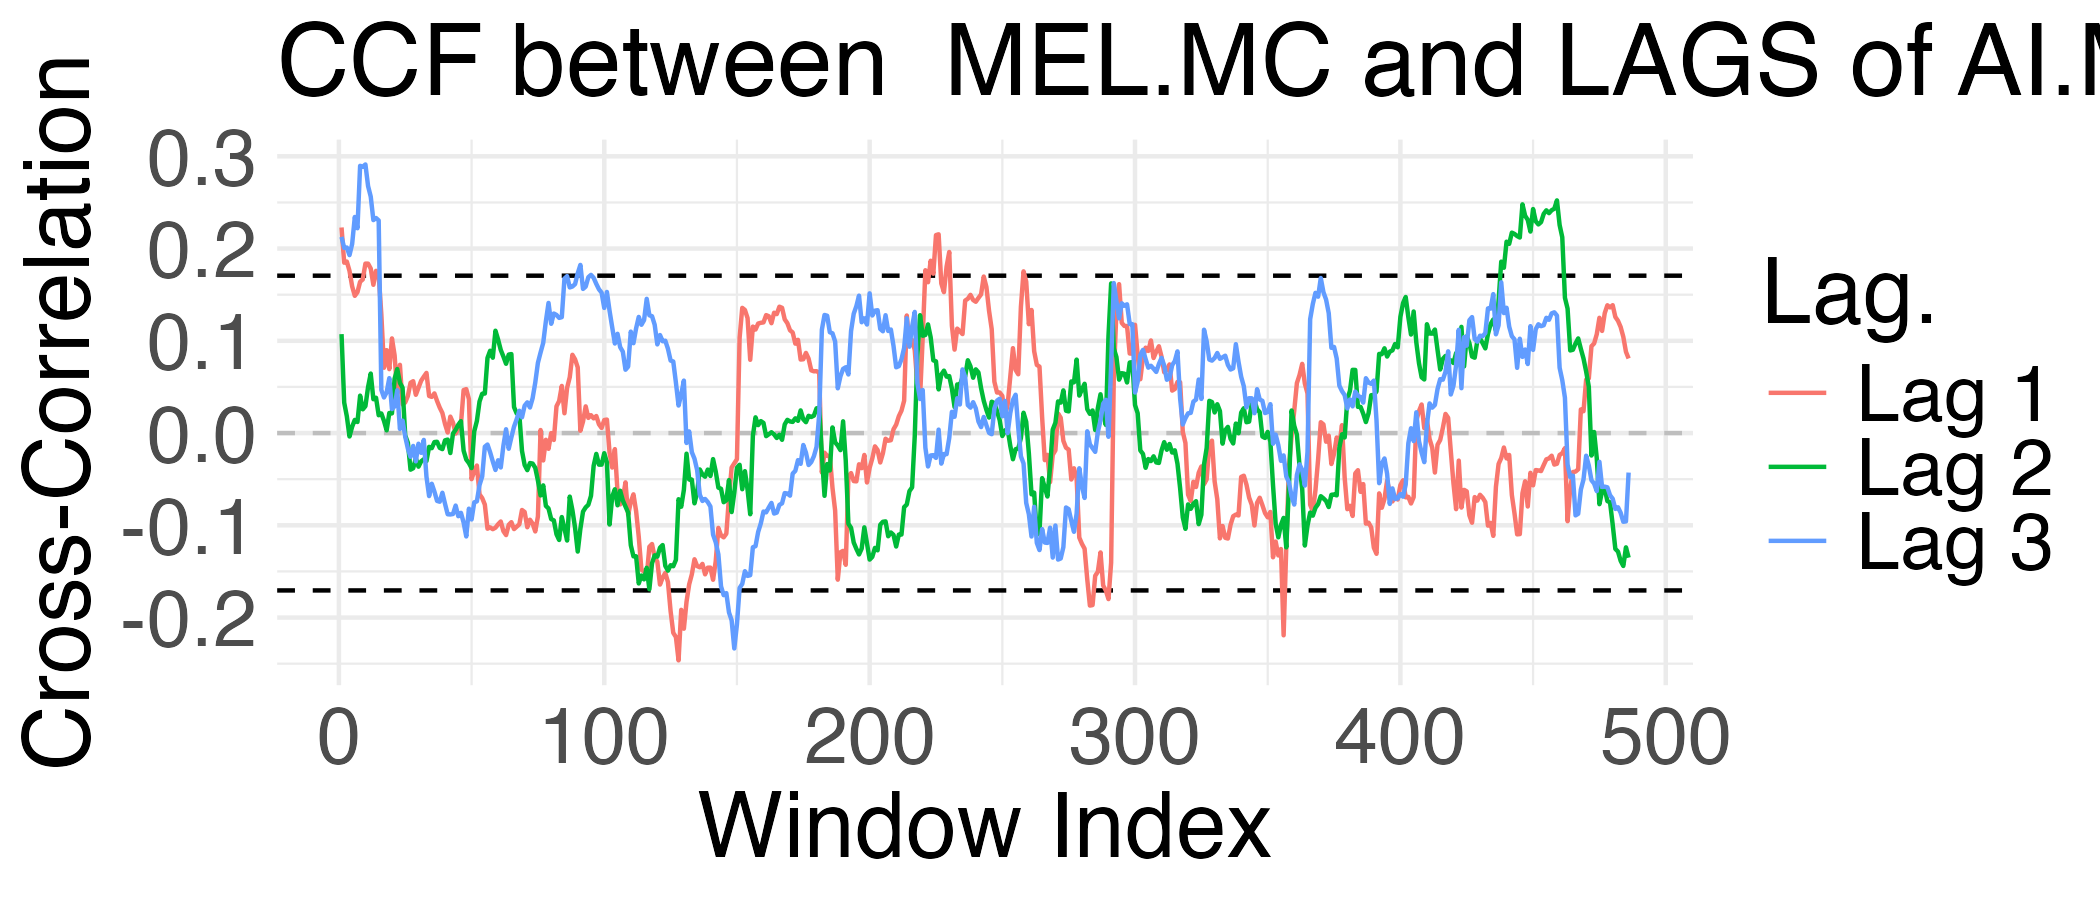 CCF between  MEL.MC and LAGS of AI.
Cross-Correlation
0.3
0.2
0.1
0.0
-0.1
-0.2
0
100
200
300
400
500
Window Index
Lag.
Lag 1
Lag 2
Lag 3